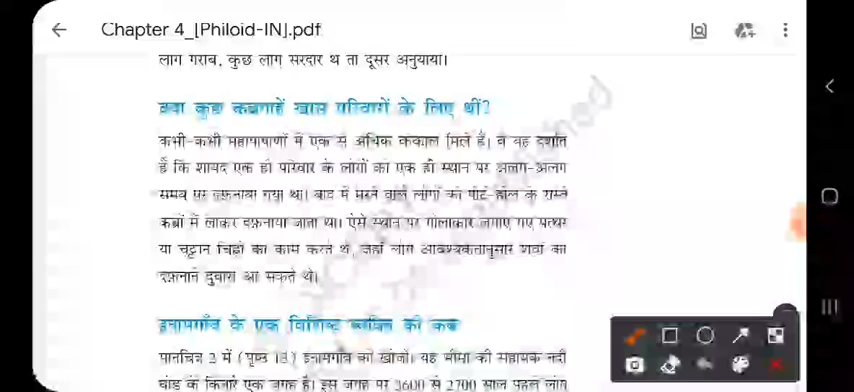 Chapter 4_[Philoid-IN].pdf
लोग गरीब, कुछ लोग सरदार थे तो दूसरे अनुयायी।
क्या कुछ कब्रगाहें ख़ास परिवारों के लिए थीं?
कभी-कभी महापाषाणों में एक से अधिक कंकाल मिले हैं। वे यह दर्शाते
हैं कि शायद एक ही परिवार के लोगों को एक ही स्थान पर अलग-अलग
समय पर दफ़नाया गया था। बाद में मरने वाले लोगों को पोर्ट-होल के रास्ते
कब्रों में लाकर दफ़नाया जाता था। ऐसे स्थान पर गोलाकार लगाए गए पत्थर
या चट्टान चिह्नों का काम करते थे, जहाँ लोग आवश्यकतानुसार शवों को
दफ़नाने दुबारा आ सकते थे।
इनामगाँव के एक विशिष्ट व्यक्ति की कब्र
मानचित्र 2 में (पृष्ठ 13) इनामगाँव को खोजो। यह भीमा की सहायक नदी
घोड़ के किनारे एक जगह है। इस जगह पर 3600 से 2700 साल पहले लोग